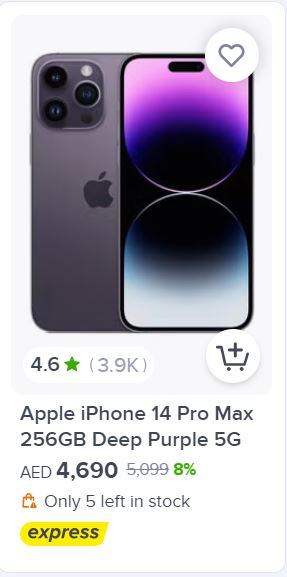 4.6 ★ (3.9K)
Apple iPhone 14 Pro Max
256GB Deep Purple 5G
AED 4,690 5,099 8%
Only 5 left in stock
express